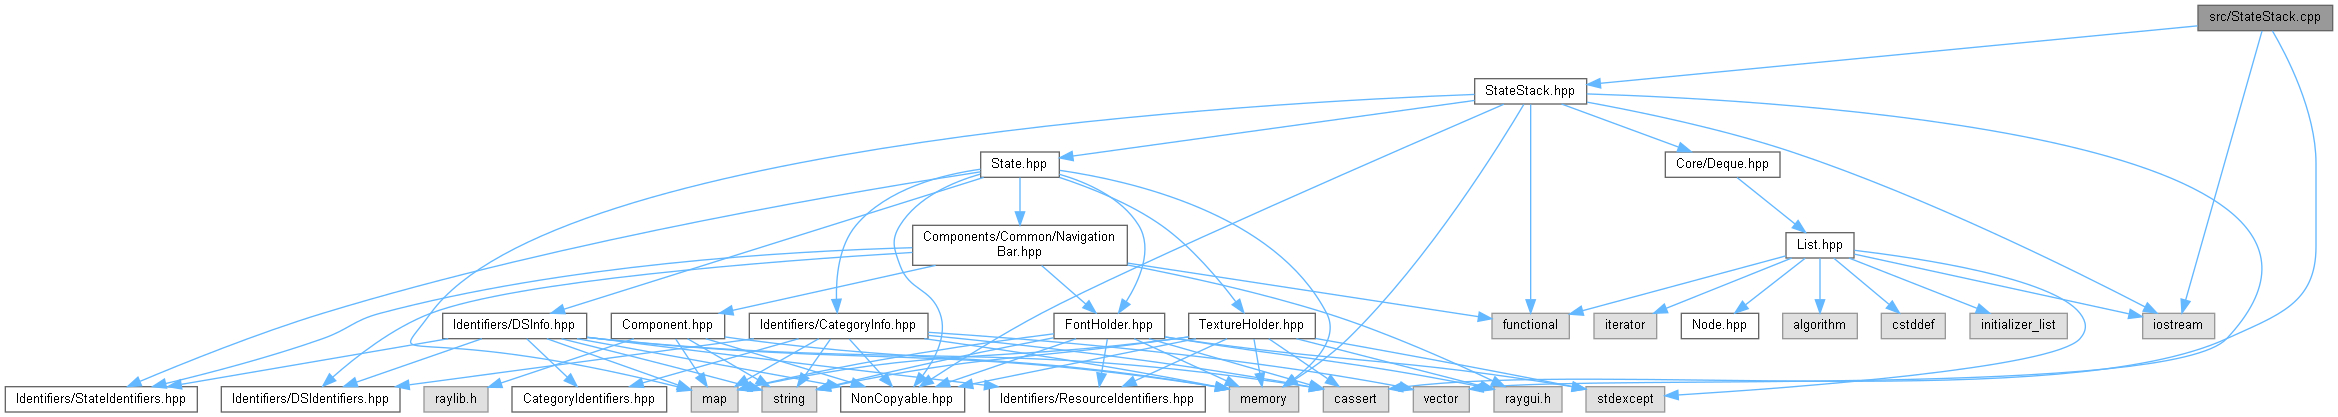 src/StateStack.cpp
StateStack.hpp
State.hpp
Core/Deque.hpp
Components/Common/Navigation
Bar.hpp
List.hpp
Identifiers/DSInfo.hpp
Component.hpp
Identifiers/CategoryInfo.hpp
FontHolder.hpp
TextureHolder.hpp
functional
iterator
Node.hpp
algorithm
cstddef
initializer_list
iostream
Identifiers/StateIdentifiers.hpp
Identifiers/DSIdentifiers.hpp
raylib.h
CategoryIdentifiers.hpp
map
string
NonCopyable.hpp
Identifiers/ResourceIdentifiers.hpp
memory
cassert
vector
raygui.h
stdexcept